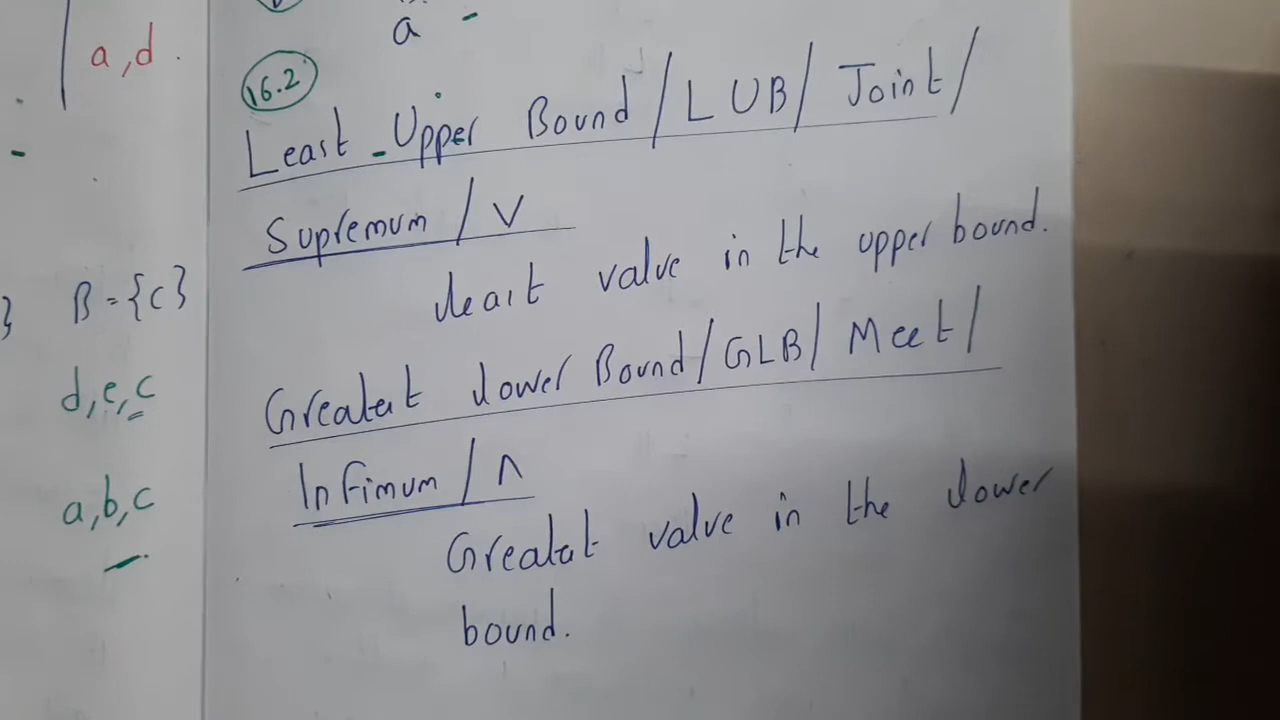 a,d.
B={c}
d,e,c
a,b,c
a
16.2
Least Upper Bound/LUB/Joint/
Supremum/V
least value in the upper bound.
Greatest lower Bound/GLB/Meet/
Infimum/Λ
Greatest value in the lower
bound.